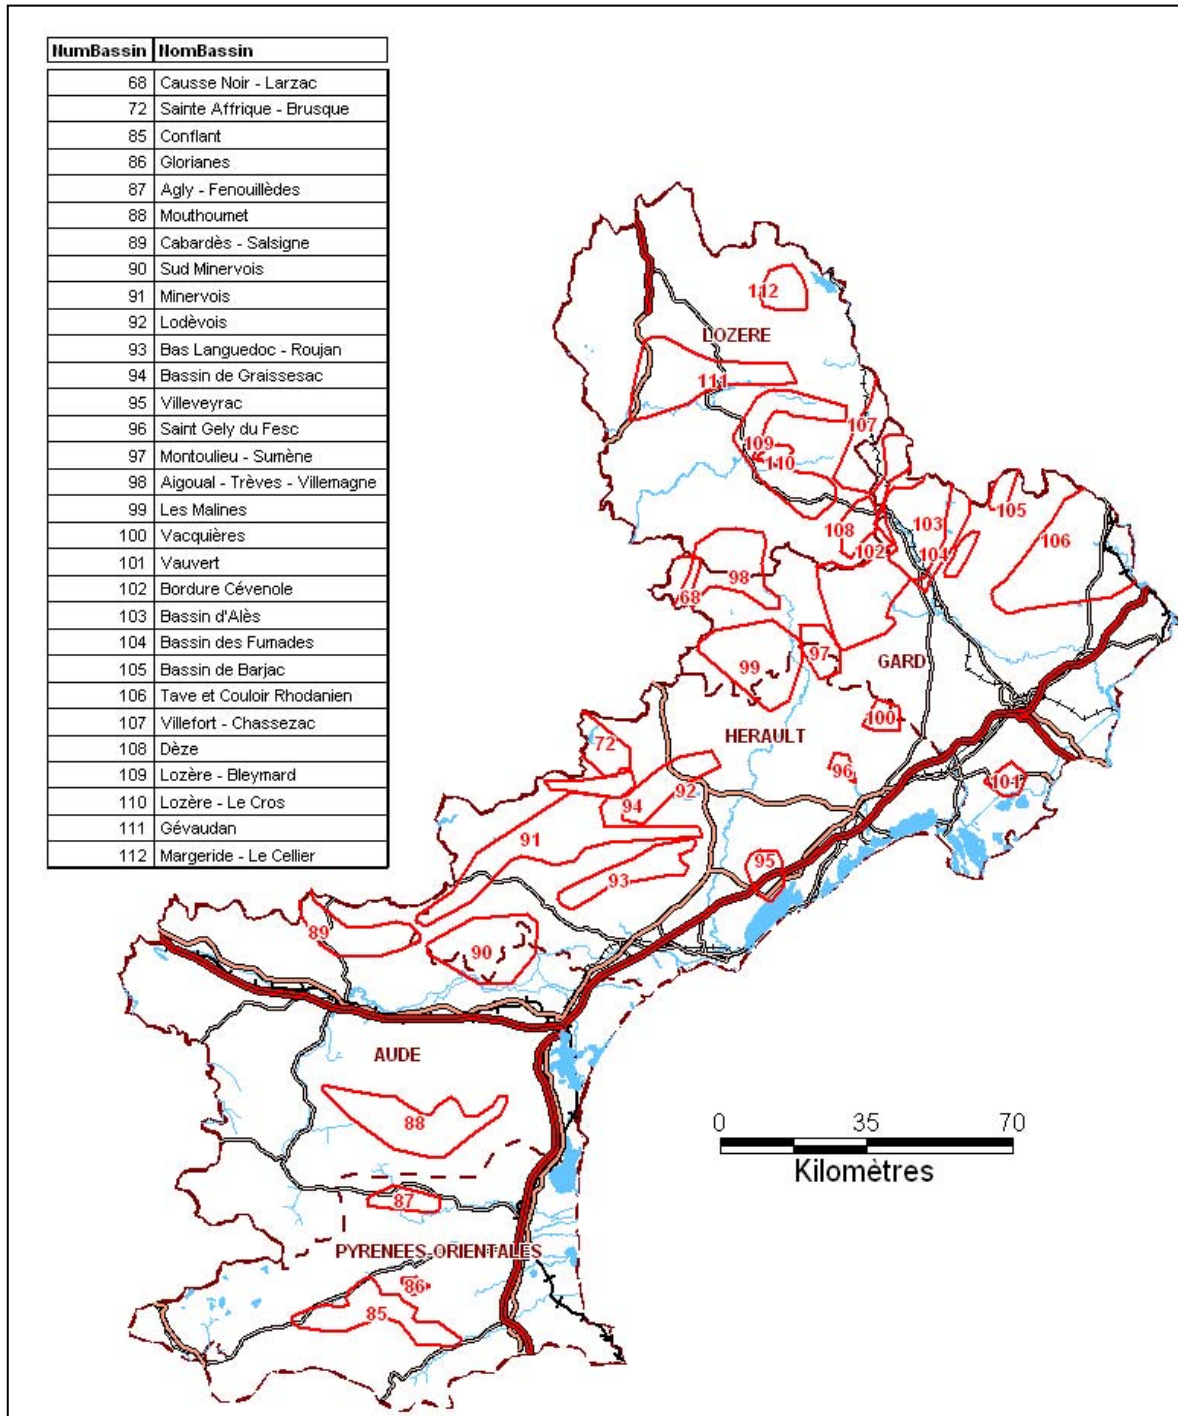 NumBassin NomBassin
68 Causse Noir - Larzac
72 Sainte Affrique - Brusque
85 Conflant
86 Glorianes
87 Agly - Fenouillèdes
88 Mouthoumet
89 Cabardès - Salsigne
90 Sud Minervois
91 Minervois
92 Lodèvois
93 Bas Languedoc - Roujan
94 Bassin de Graissesac
95 Villeveyrac
96 Saint Gely du Fesc
97 Montoulieu - Sumène
98 Aigoual - Trèves - Villemagne
99 Les Malines
100 Vacquières
101 Vauvert
102 Bordure Cévenole
103 Bassin d'Alès
104 Bassin des Fumades
105 Bassin de Barjac
106 Tave et Couloir Rhodanien
107 Villefort - Chassezac
108 Dèze
109 Lozère - Bleymard
110 Lozère - Le Cros
111 Gévaudan
112 Margeride - Le Cellier
112
LOZERE
111
107
109
110
105
108
103
106
102
104
98
68
97
99
GARD
100
72
HERAULT
96
101
92
94
91
95
93
89
90
AUDE
88
0 35 70
Kilomètres
87
PYRENEES-ORIENTALES
86
85